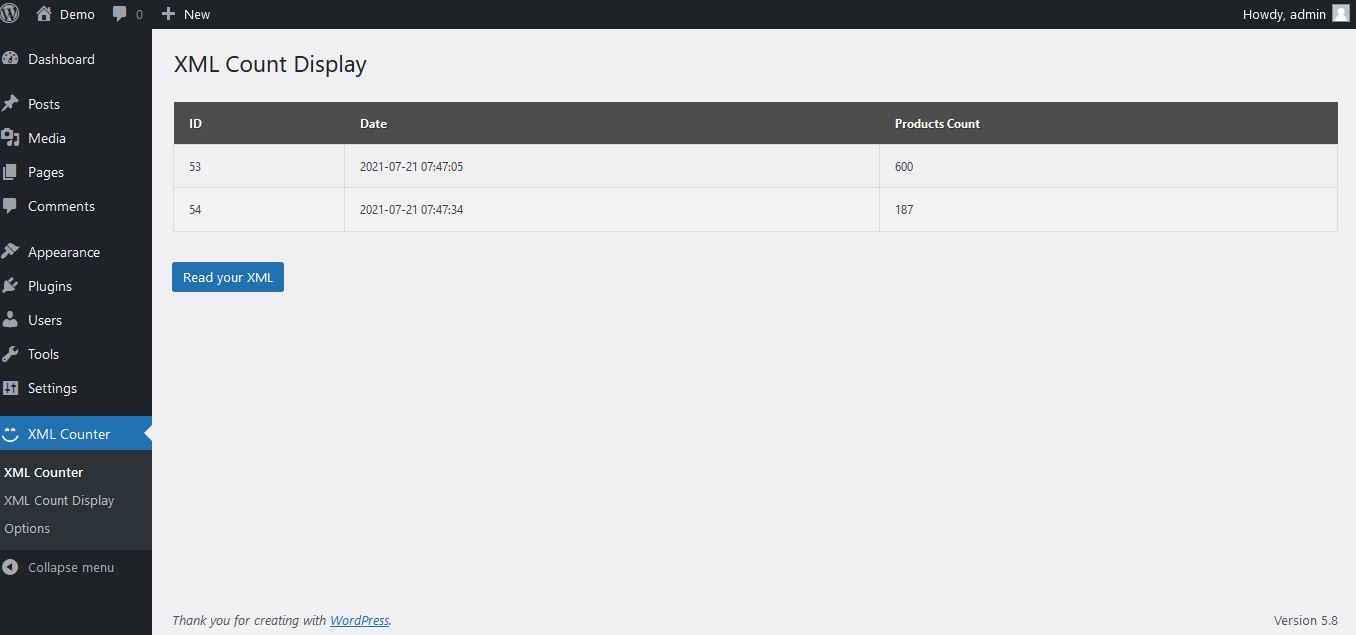 Demo 0 New Howdy, admin
Dashboard
Posts
Media
Pages
Comments
Appearance
Plugins
Users
Tools
Settings
XML Counter
XML Counter
XML Count Display
Options
Collapse menu
XML Count Display
ID Date Products Count
53 2021-07-21 07:47:05 600
54 2021-07-21 07:47:34 187
Read your XML
Thank you for creating with WordPress. Version 5.8